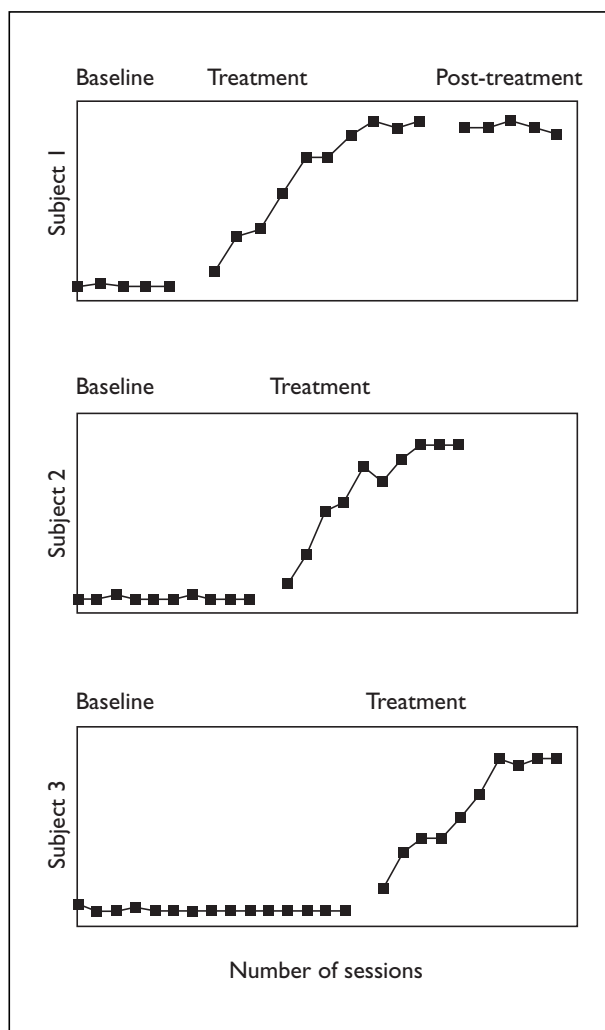 Baseline Treatment Post-treatment
Subject 1
Baseline Treatment
Subject 2
Baseline Treatment
Subject 3
Number of sessions